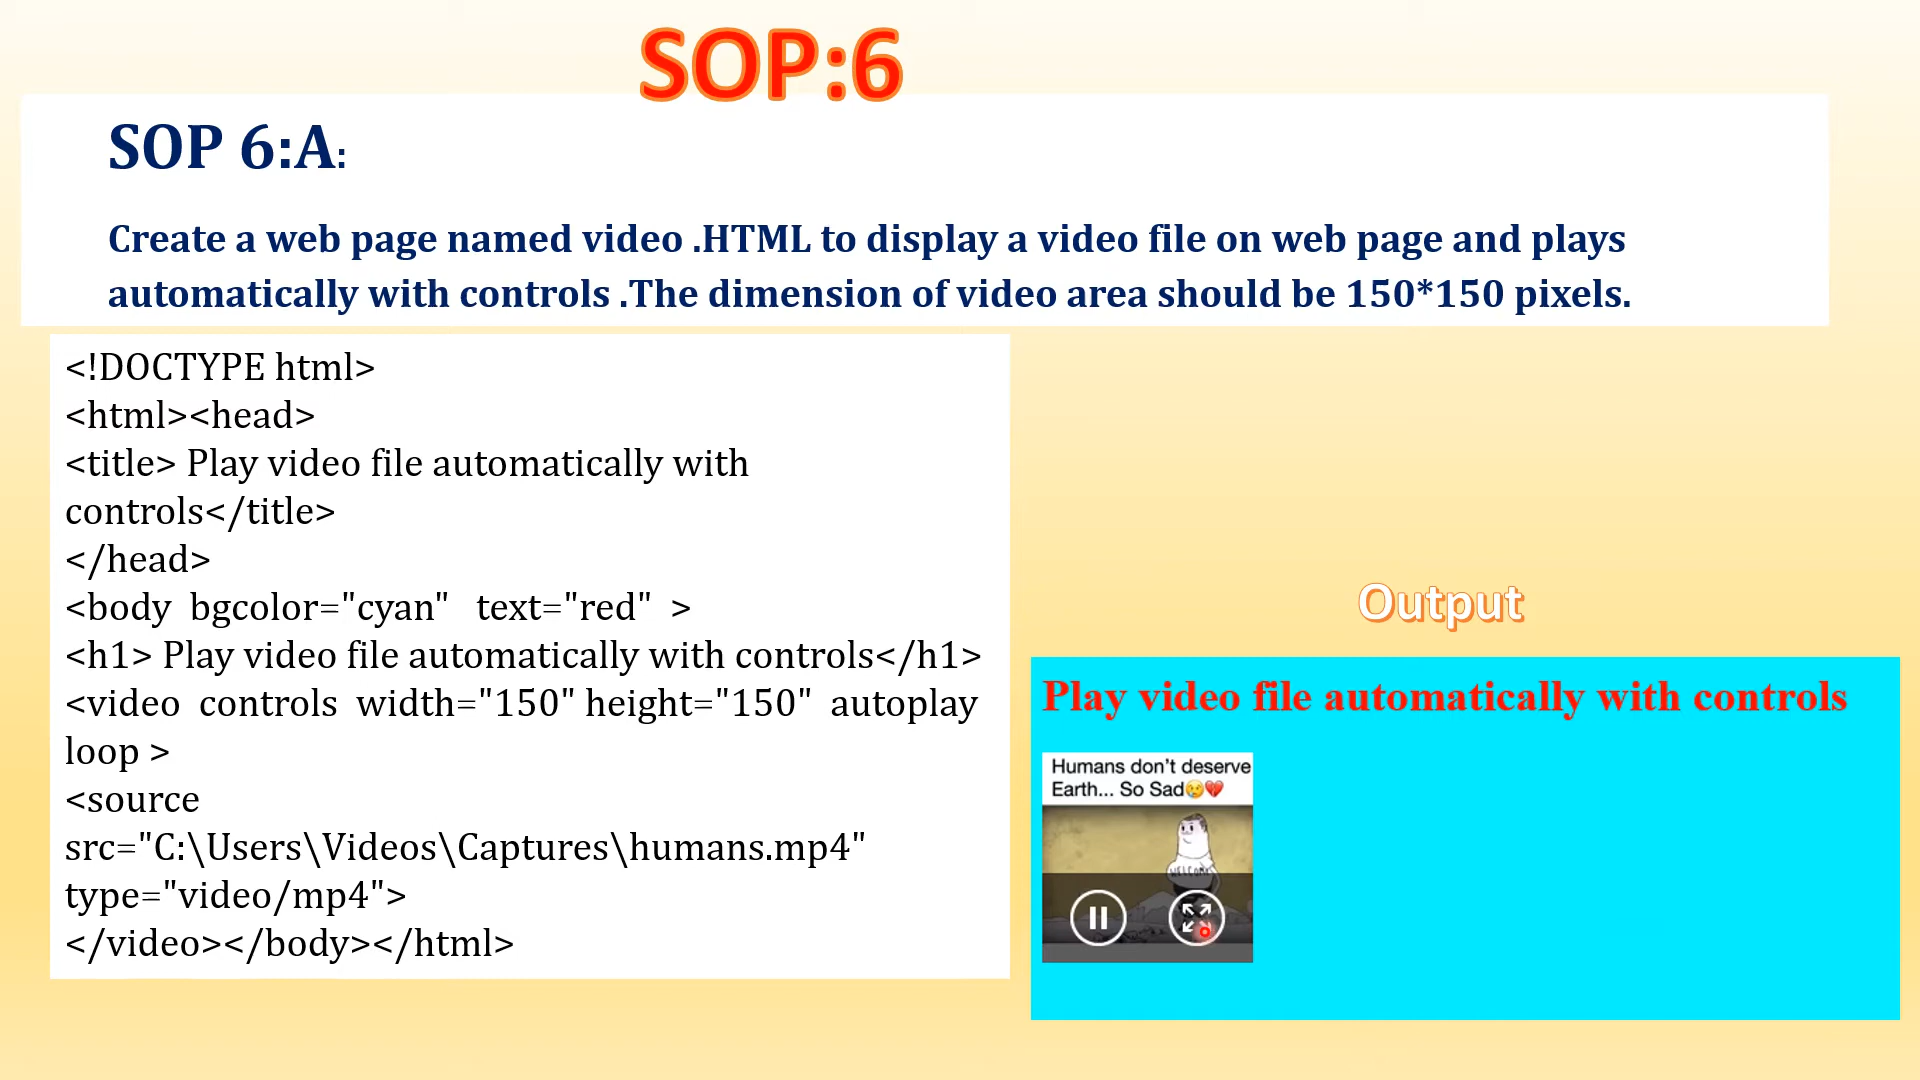 SOP:6
SOP 6:A:
Create a web page named video .HTML to display a video file on web page and plays
automatically with controls .The dimension of video area should be 150*150 pixels.
<!DOCTYPE html>
<html><head>
<title> Play video file automatically with
controls</title>
</head>
<body  bgcolor="cyan"   text="red"  >
<h1> Play video file automatically with controls</h1>
<video  controls  width="150" height="150"  autoplay
loop >
<source
src="C:\Users\Videos\Captures\humans.mp4"
type="video/mp4">
</video></body></html>
Output
Play video file automatically with controls
Humans don’t deserve
Earth... So Sad😢💔
WELCOME